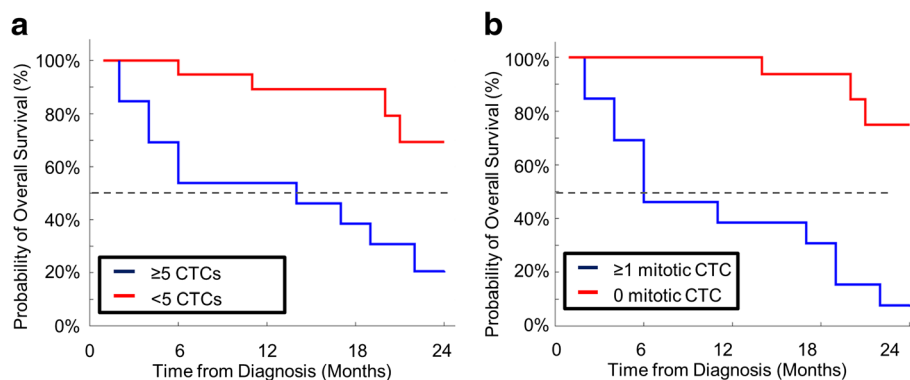 a
Probability of Overall Survival (%)
100%
80%
60%
40%
20%
0%
≥5 CTCs
<5 CTCs
0 6 12 18 24
Time from Diagnosis (Months)
b
Probability of Overall Survival (%)
100%
80%
60%
40%
20%
0%
≥1 mitotic CTC
0 mitotic CTC
0 6 12 18 24
Time from Diagnosis (Months)